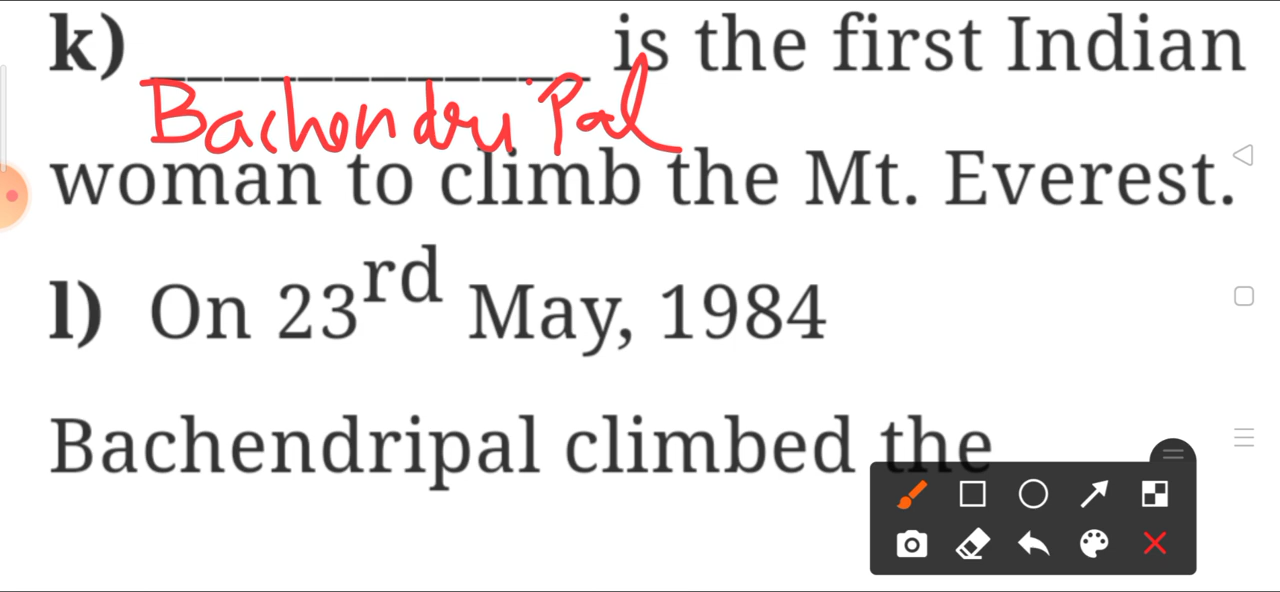 k) ____________ is the first Indian
Bachendri Pal
woman to climb the Mt. Everest.
l) On 23rd May, 1984
Bachendripal climbed the